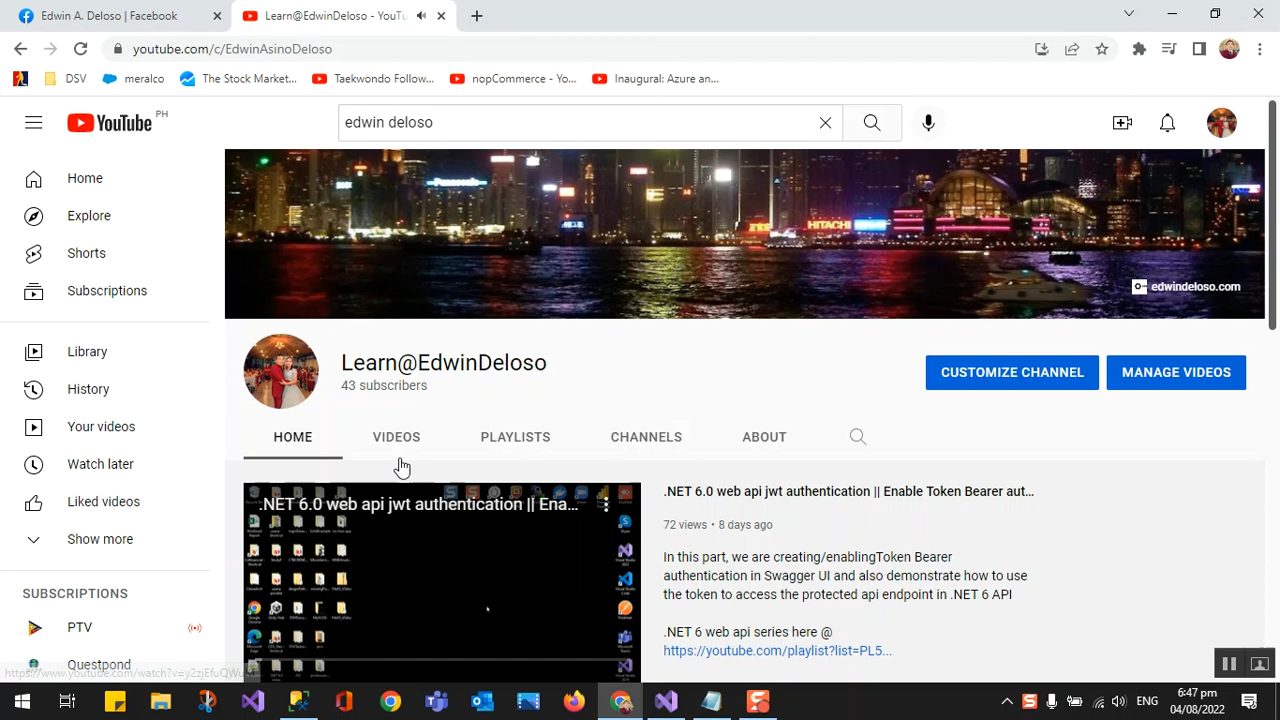 Edwin A. Deloso | Facebook
Learn@EdwinDeloso - YouT
youtube.com/c/EdwinAsinoDeloso
DSV
meralco
The Stock Market...
Taekwondo Follow...
nopCommerce - Yo...
Inaugural: Azure an...
YouTube PH
edwin deloso
Panasonic
HITACHI
edwindeloso.com
Home
Explore
Shorts
Subscriptions
Library
History
Your videos
Watch later
Liked videos
Show more
SUBSCRIPTIONS
Questpond
Learn@EdwinDeloso
43 subscribers
CUSTOMIZE CHANNEL
MANAGE VIDEOS
HOME
VIDEOS
PLAYLISTS
CHANNELS
ABOUT
.NET 6.0 web api jwt authentication || Ena...
.NET 6.0 web api jwt authentication || Enable Token Bearer aut...
72 views • 8 days ago
In this part, I'm creating/enablingToken Bearer
authentication in Swagger UI and also demonstrate how to use
the token to access the protected api endpoint in .NET 6 API
.NET 6 web api series here @
https://youtube.com/playlist?list=PL5...
ENG
6:47 pm
04/08/2022